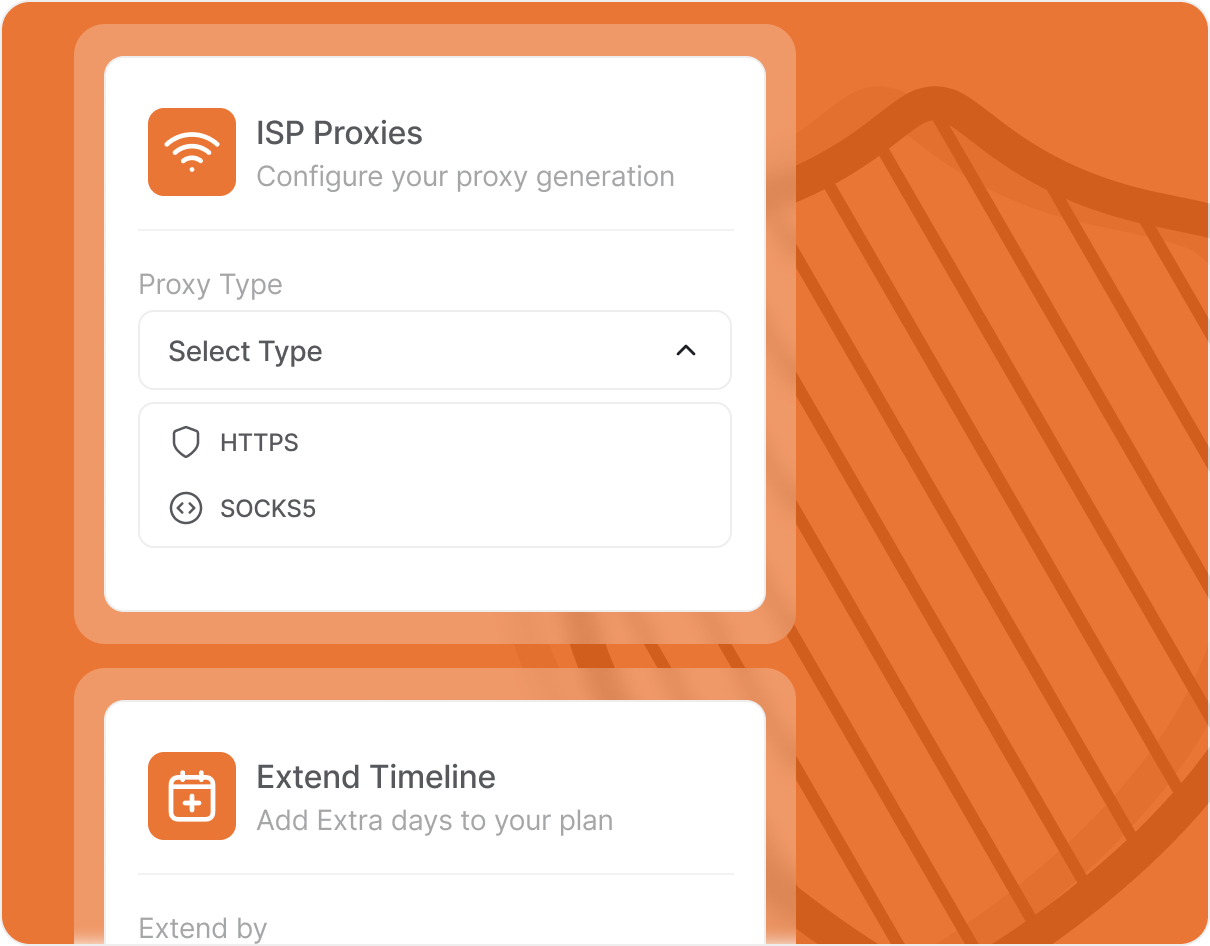 ISP Proxies
Configure your proxy generation
Proxy Type
Select Type
HTTPS
SOCKS5
Extend Timeline
Add Extra days to your plan
Extend by